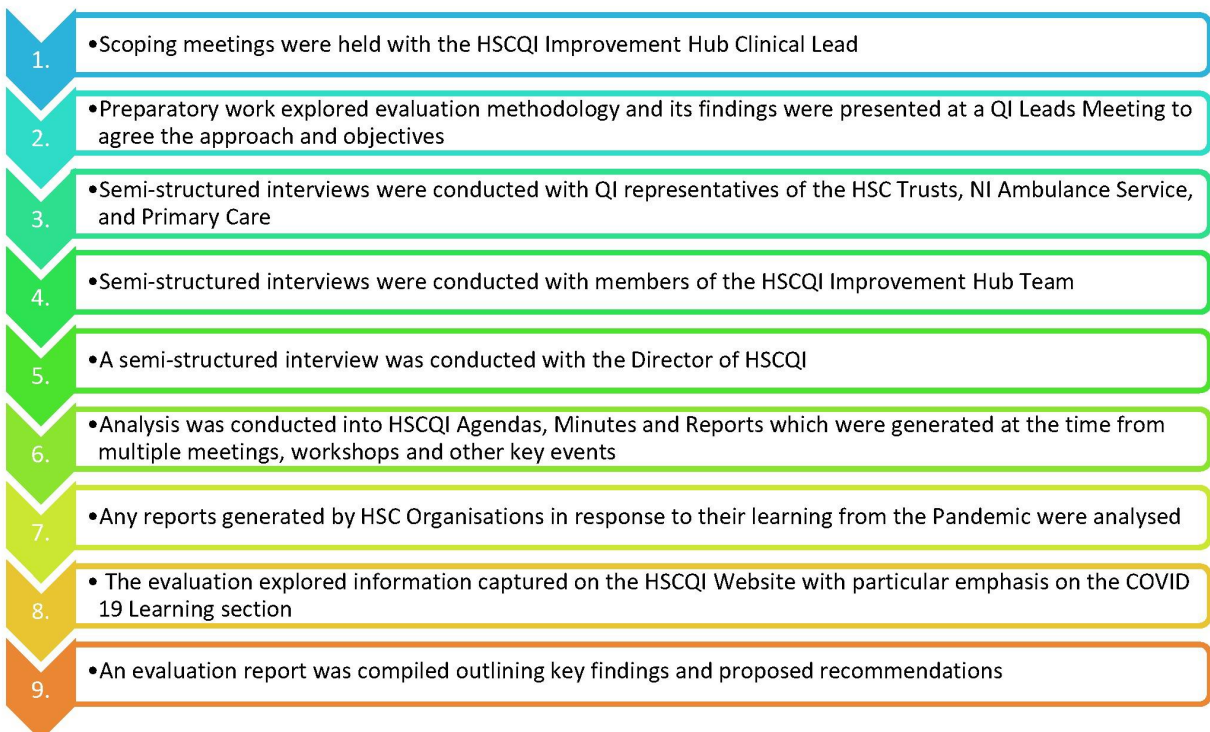 1.
•Scoping meetings were held with the HSCQI Improvement Hub Clinical Lead
2.
•Preparatory work explored evaluation methodology and its findings were presented at a QI Leads Meeting to
agree the approach and objectives
3.
•Semi-structured interviews were conducted with QI representatives of the HSC Trusts, NI Ambulance Service,
and Primary Care
4.
•Semi-structured interviews were conducted with members of the HSCQI Improvement Hub Team
5.
•A semi-structured interview was conducted with the Director of HSCQI
6.
•Analysis was conducted into HSCQI Agendas, Minutes and Reports which were generated at the time from
multiple meetings, workshops and other key events
7.
•Any reports generated by HSC Organisations in response to their learning from the Pandemic were analysed
8.
• The evaluation explored information captured on the HSCQI Website with particular emphasis on the COVID
19 Learning section
9.
•An evaluation report was compiled outlining key findings and proposed recommendations